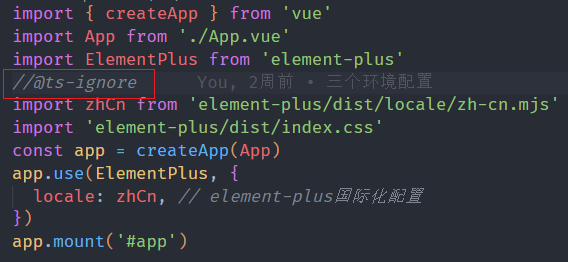 import { createApp } from 'vue'
import App from './App.vue'
import ElementPlus from 'element-plus'
//@ts-ignore You, 2周前 • 三个环境配置
import zhCn from 'element-plus/dist/locale/zh-cn.mjs'
import 'element-plus/dist/index.css'
const app = createApp(App)
app.use(ElementPlus, {
  locale: zhCn, // element-plus国际化配置
})
app.mount('#app')